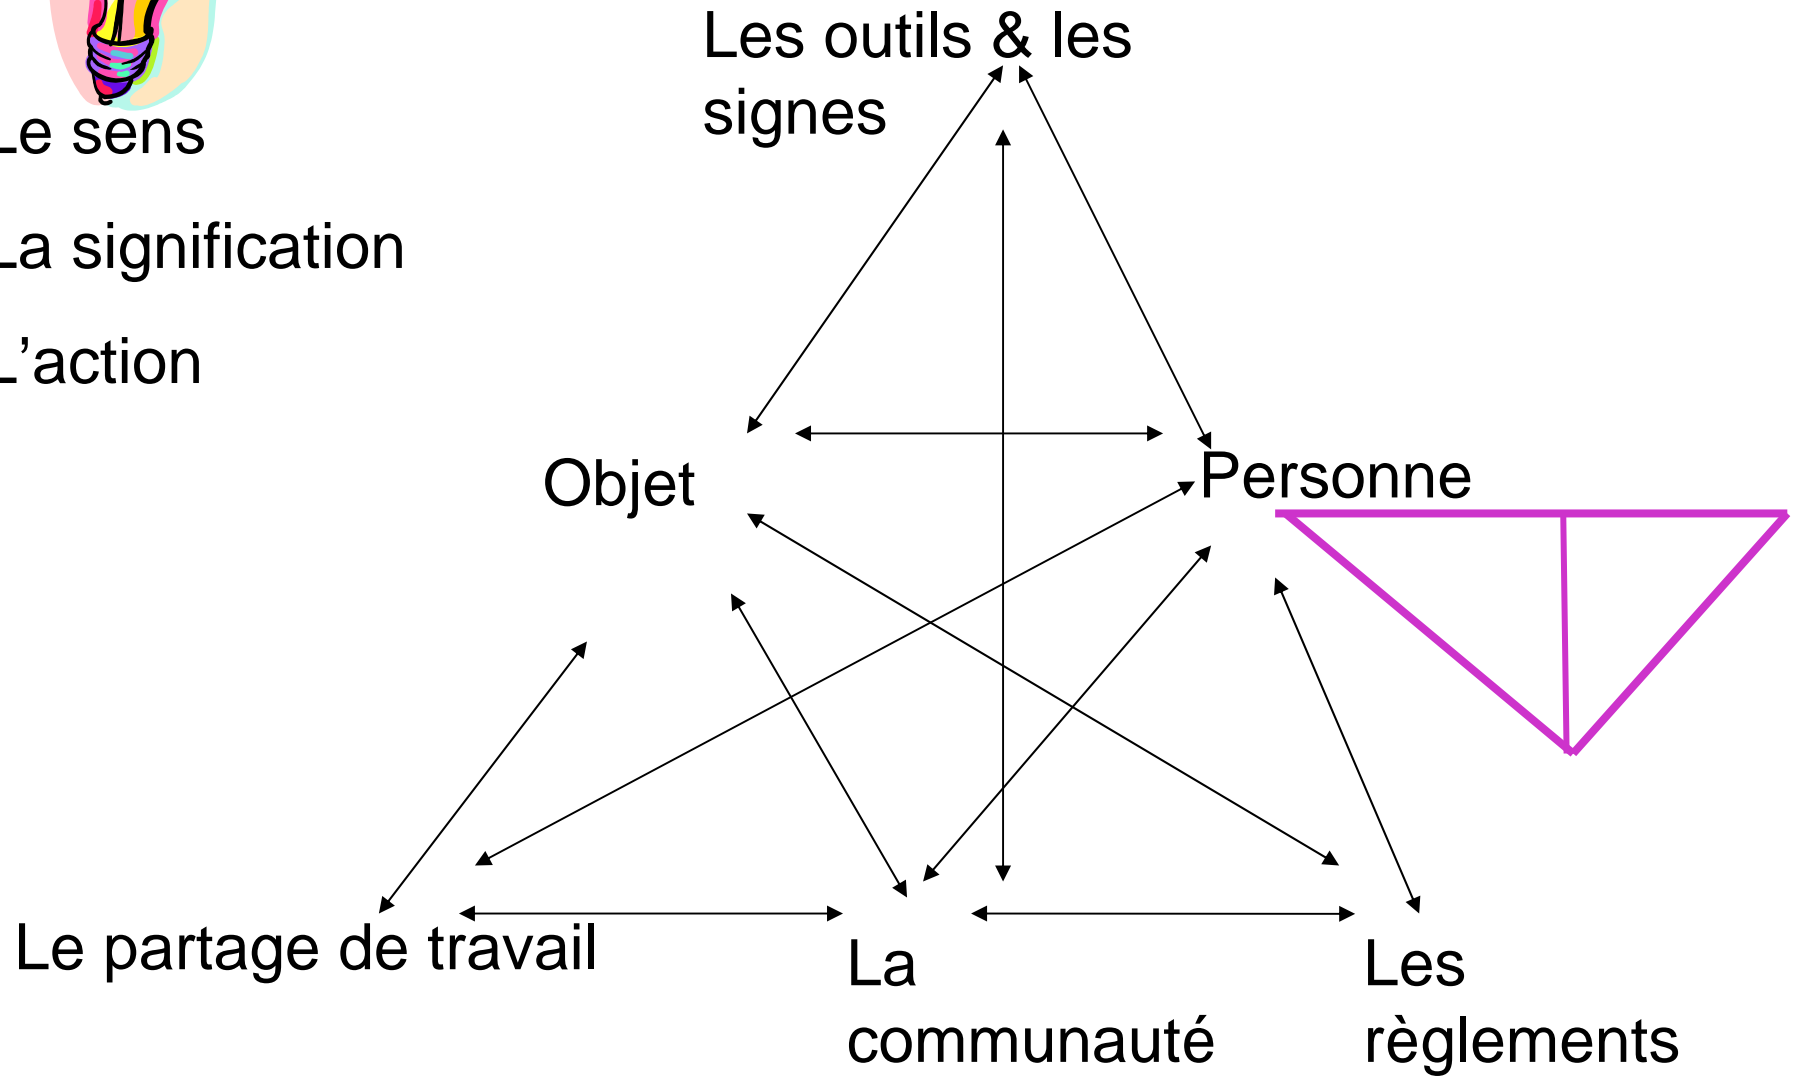 Les outils & les
signes
Le sens
La signification
L’action
Objet
Personne
Le partage de travail
La
communauté
Les
règlements